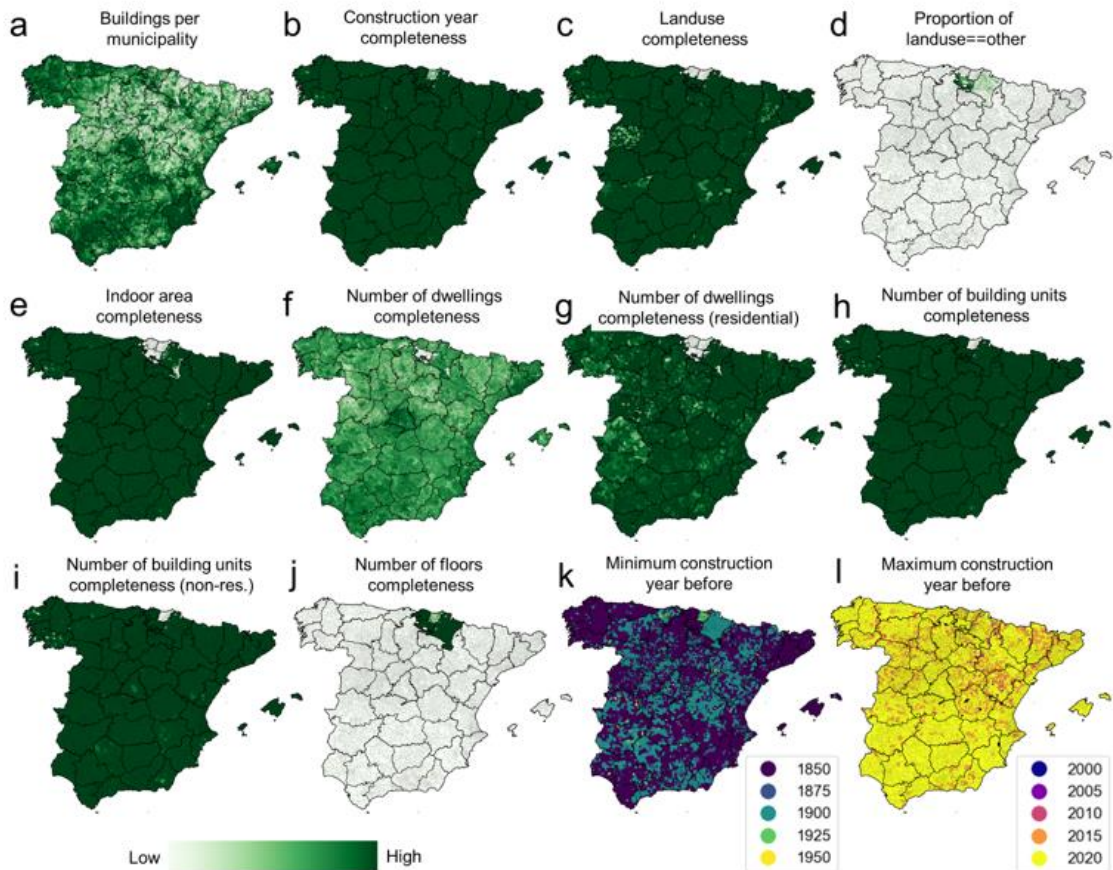 a
Buildings per
municipality
b
Construction year
completeness
c
Landuse
completeness
d
Proportion of
landuse==other
e
Indoor area
completeness
f
Number of dwellings
completeness
g
Number of dwellings
completeness (residential)
h
Number of building units
completeness
i
Number of building units
completeness (non-res.)
j
Number of floors
completeness
k
Minimum construction
year before
l
Maximum construction
year before
1850
1875
1900
1925
1950
2000
2005
2010
2015
2020
Low
High